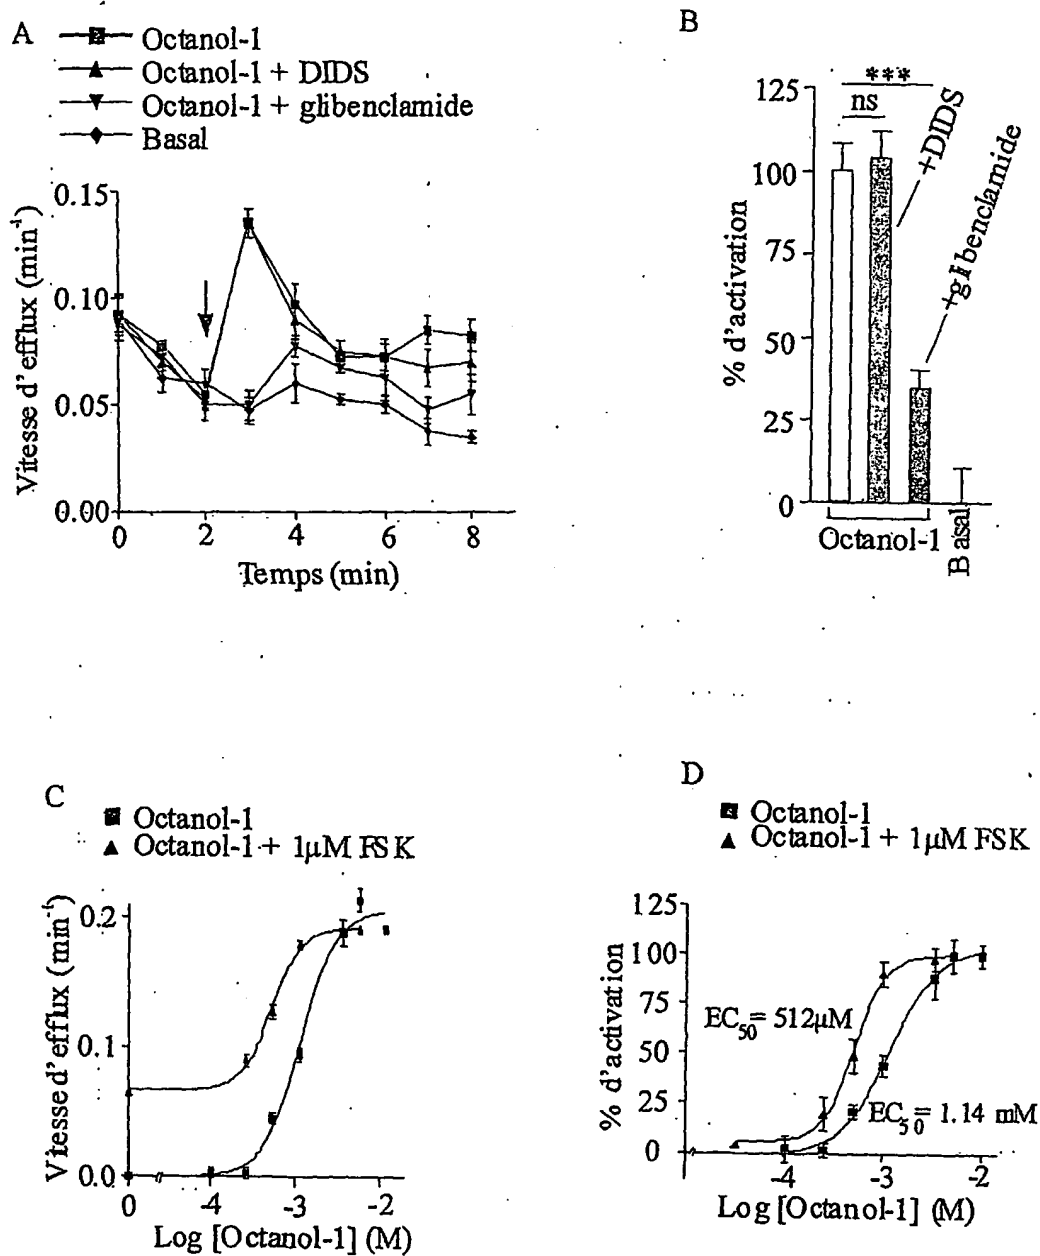 A
Octanol-1
Octanol-1 + DIDS
Octanol-1 + glibenclamide
Basal
Vitesse d'efflux (min⁻¹)
0.15
0.10
0.05
0.00
0 2 4 6 8
Temps (min)
B
% d'activation
125
100
75
50
25
0
***
ns
+DIDS
+glibenclamide
Octanol-1
Basal
C
Octanol-1
Octanol-1 + 1µM FSK
Vitesse d'efflux (min⁻¹)
0.2
0.1
0.0
0 -4 -3 -2
Log [Octanol-1] (M)
D
Octanol-1
Octanol-1 + 1µM FSK
% d'activation
125
100
75
50
25
0
EC₅₀= 512µM
EC₅₀= 1.14 mM
-4 -3 -2
Log [Octanol-1] (M)